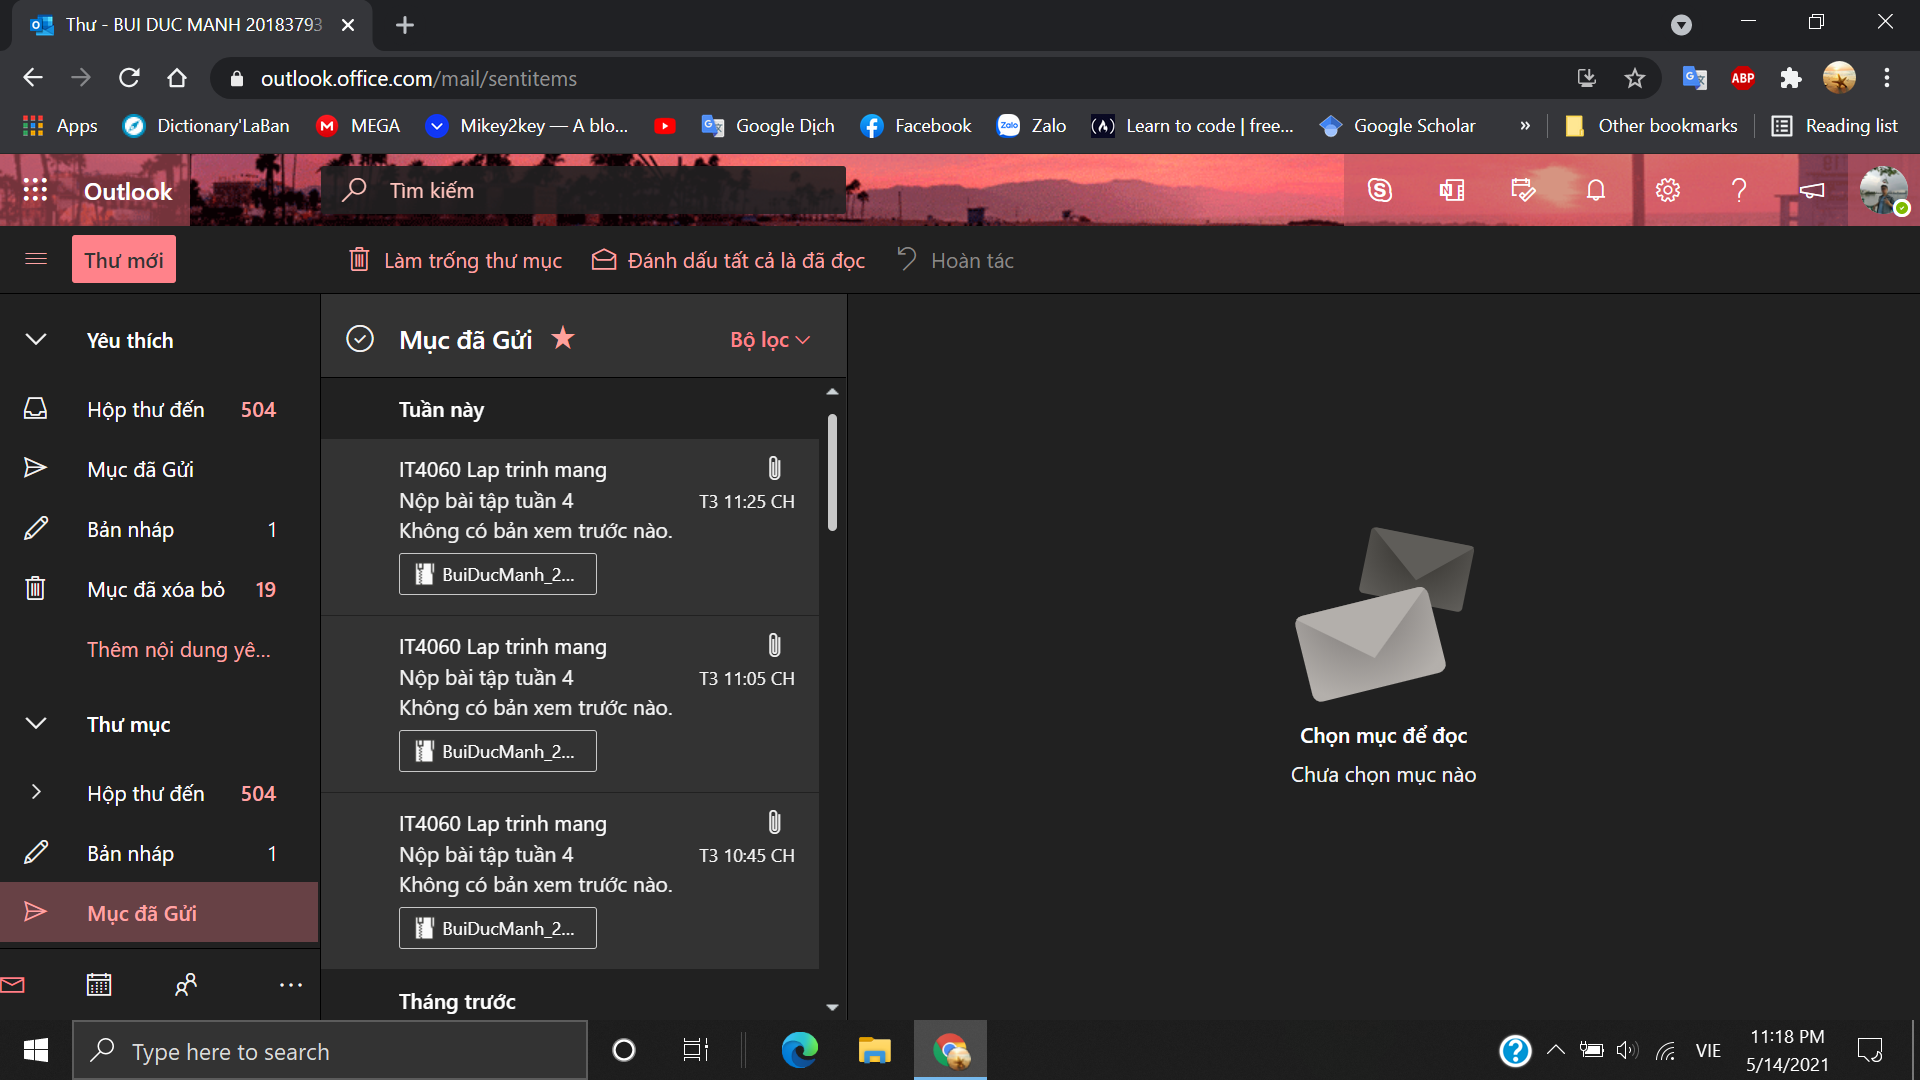 Thư - BUI DUC MANH 20183793
outlook.office.com/mail/sentitems
ABP
Apps
Dictionary'LaBan
MEGA
Mikey2key — A blo...
Google Dịch
Facebook
Zalo
Learn to code | free...
Google Scholar
»
Other bookmarks
Reading list
Outlook
Tìm kiếm
Thư mới
Làm trống thư mục
Đánh dấu tất cả là đã đọc
Hoàn tác
Yêu thích
Hộp thư đến 504
Mục đã Gửi
Bản nháp 1
Mục đã xóa bỏ 19
Thêm nội dung yê...
Thư mục
Hộp thư đến 504
Bản nháp 1
Mục đã Gửi
Mục đã Gửi
Bộ lọc
Tuần này
IT4060 Lap trinh mang
Nộp bài tập tuần 4 T3 11:25 CH
Không có bản xem trước nào.
BuiDucManh_2...
IT4060 Lap trinh mang
Nộp bài tập tuần 4 T3 11:05 CH
Không có bản xem trước nào.
BuiDucManh_2...
IT4060 Lap trinh mang
Nộp bài tập tuần 4 T3 10:45 CH
Không có bản xem trước nào.
BuiDucManh_2...
Tháng trước
Chọn mục để đọc
Chưa chọn mục nào
Type here to search
VIE
11:18 PM
5/14/2021